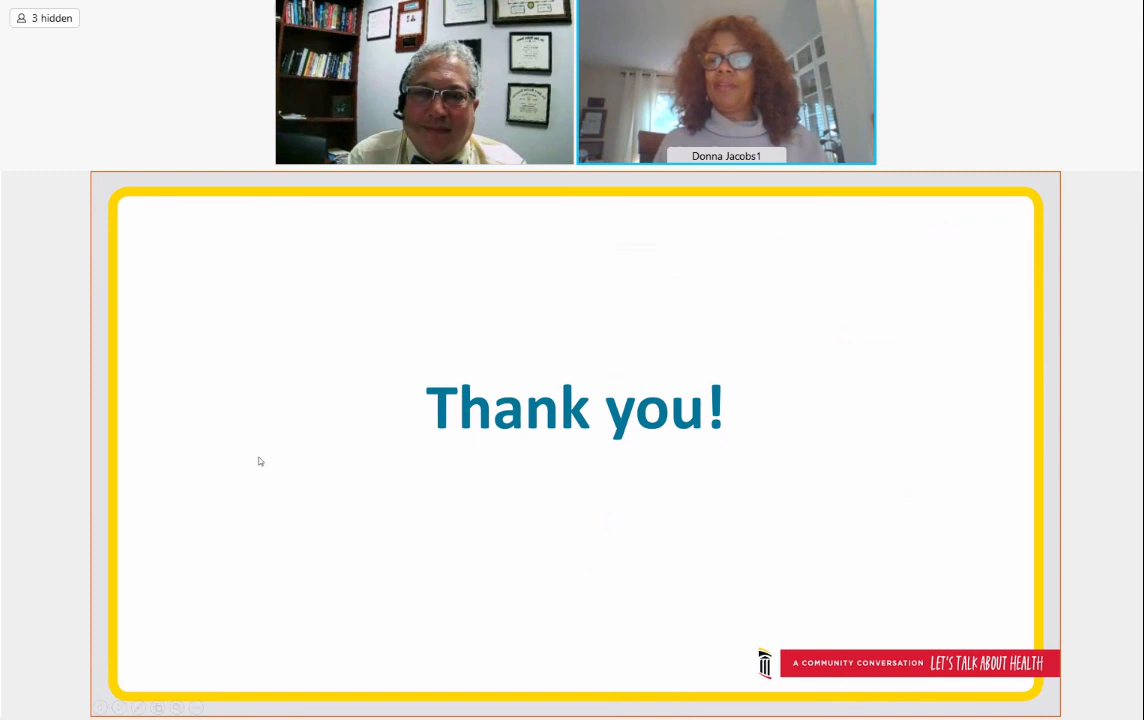 3 hidden
Donna Jacobs1
Thank you!
A COMMUNITY CONVERSATION LET'S TALK ABOUT HEALTH